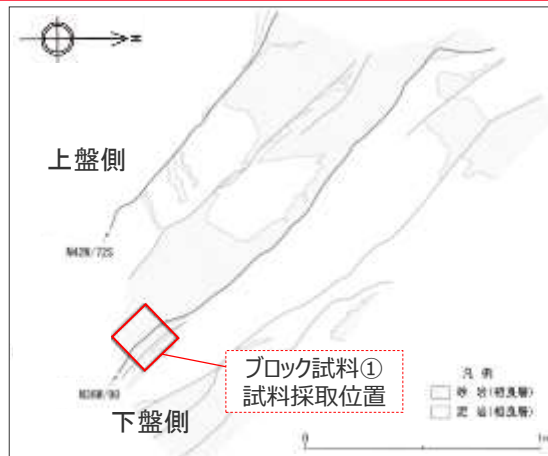 N
上盤側
N42W/72S
ブロック試料①
試料採取位置
N36W/90
下盤側
凡 例
砂 岩(相良層)
泥 岩(相良層)
0
1m